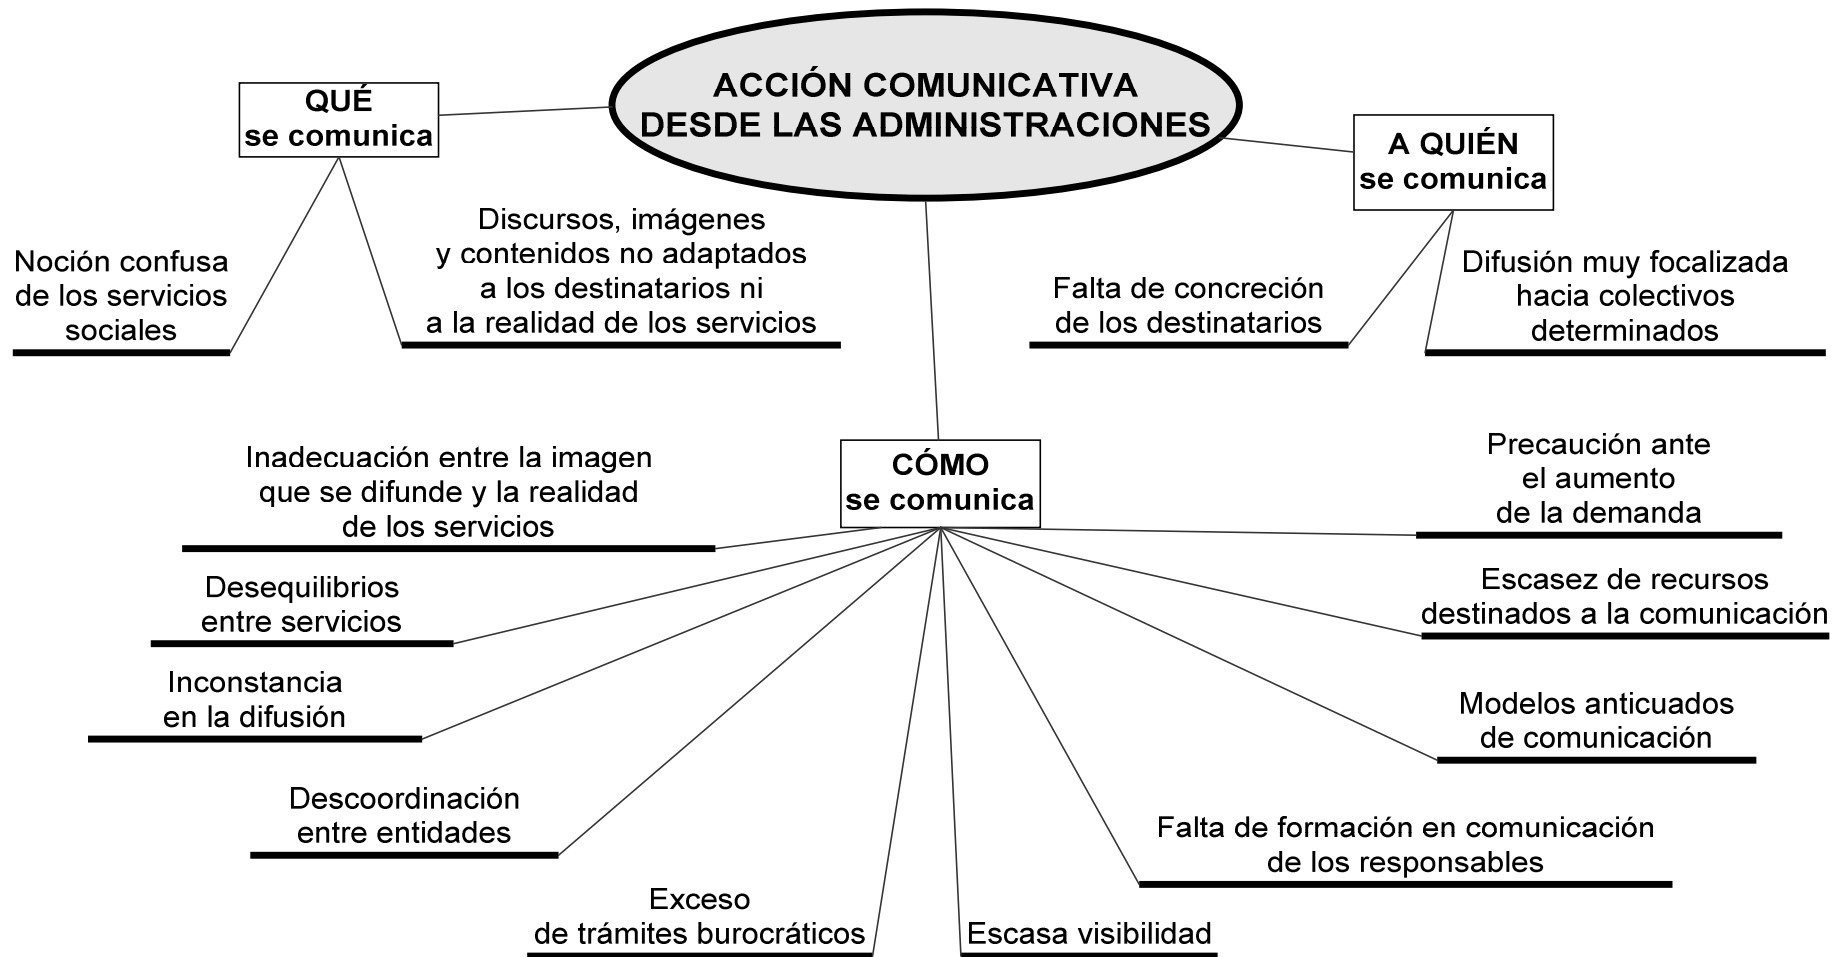 ACCIÓN COMUNICATIVA
DESDE LAS ADMINISTRACIONES
QUÉ
se comunica
A QUIÉN
se comunica
Noción confusa
de los servicios
sociales
Discursos, imágenes
y contenidos no adaptados
a los destinatarios ni
a la realidad de los servicios
Falta de concreción
de los destinatarios
Difusión muy focalizada
hacia colectivos
determinados
CÓMO
se comunica
Inadecuación entre la imagen
que se difunde y la realidad
de los servicios
Desequilibrios
entre servicios
Inconstancia
en la difusión
Descoordinación
entre entidades
Exceso
de trámites burocráticos
Escasa visibilidad
Falta de formación en comunicación
de los responsables
Modelos anticuados
de comunicación
Escasez de recursos
destinados a la comunicación
Precaución ante
el aumento
de la demanda